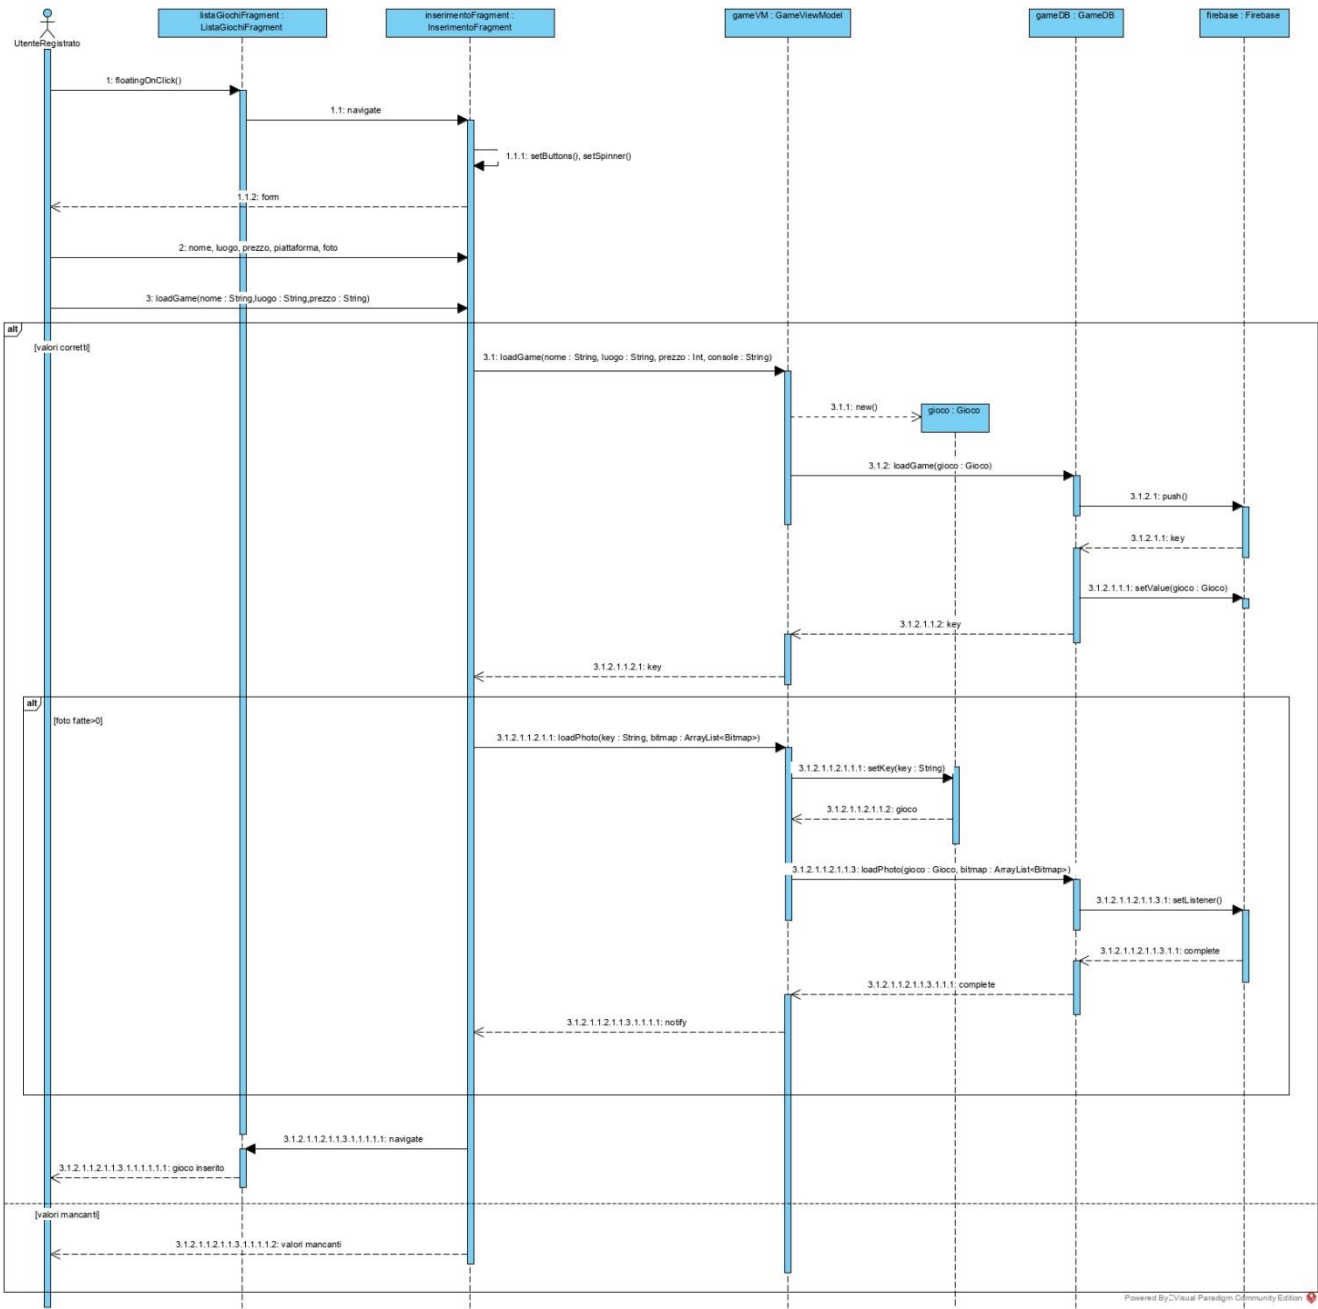 listaGiochiFragment :
ListaGiochiFragment
inserimentoFragment :
InserimentoFragment
gameVM : GameViewModel
gameDB : GameDB
firebase : Firebase
UtenteRegistrato
1: floatingOnClick()
1.1: navigate
1.1.1: setButtons(), setSpinner()
1.1.2: form
2: nome, luogo, prezzo, piattaforma, foto
3: loadGame(nome : String,luogo : String,prezzo : String)
alt
[valori corretti]
3.1: loadGame(nome : String, luogo : String, prezzo : Int, console : String)
3.1.1: new()
gioco : Gioco
3.1.2: loadGame(gioco : Gioco)
3.1.2.1: push()
3.1.2.1.1: key
3.1.2.1.1.1: setValue(gioco : Gioco)
3.1.2.1.1.2: key
3.1.2.1.1.2.1: key
alt
[foto fatte>0]
3.1.2.1.1.2.1.1: loadPhoto(key : String, bitmap : ArrayList<Bitmap>)
3.1.2.1.1.2.1.1.1: setKey(key : String)
3.1.2.1.1.2.1.1.2: gioco
3.1.2.1.1.2.1.1.3: loadPhoto(gioco : Gioco, bitmap : ArrayList<Bitmap>)
3.1.2.1.1.2.1.1.3.1: setListener()
3.1.2.1.1.2.1.1.3.1.1: complete
3.1.2.1.1.2.1.1.3.1.1.1: complete
3.1.2.1.1.2.1.1.3.1.1.1.1: notify
3.1.2.1.1.2.1.1.3.1.1.1.1.1: navigate
3.1.2.1.1.2.1.1.3.1.1.1.1.1.1: gioco inserito
[valori mancanti]
3.1.2.1.1.2.1.1.3.1.1.1.1.2: valori mancanti
Powered By Visual Paradigm Community Edition